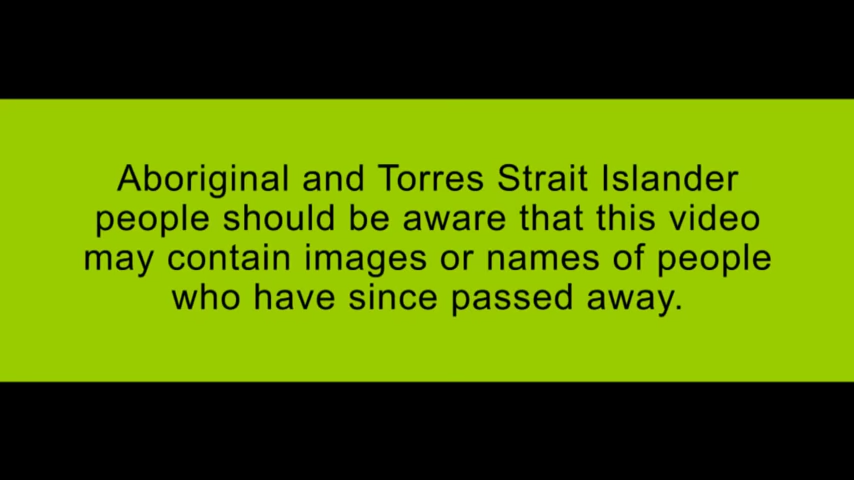 Aboriginal and Torres Strait Islander
people should be aware that this video
may contain images or names of people
who have since passed away.